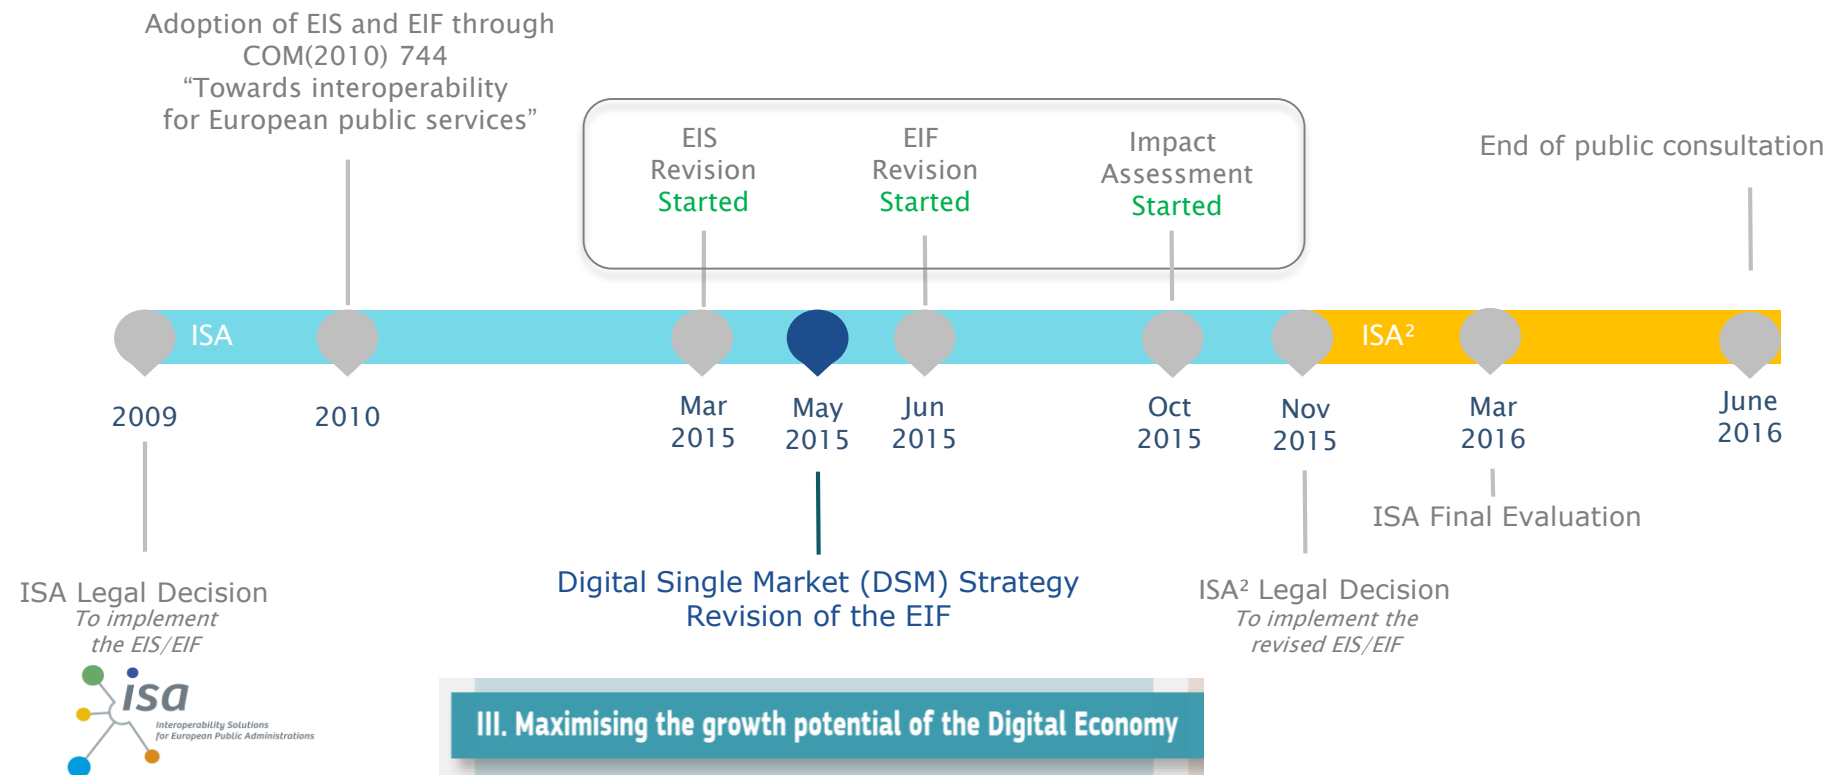 Adoption of EIS and EIF through
COM(2010) 744
“Towards interoperability
for European public services”
EIS
Revision
Started
EIF
Revision
Started
Impact
Assessment
Started
End of public consultation
ISA
ISA²
2009
2010
Mar
2015
May
2015
Jun
2015
Oct
2015
Nov
2015
Mar
2016
June
2016
ISA Legal Decision
To implement
the EIS/EIF
Digital Single Market (DSM) Strategy
Revision of the EIF
ISA² Legal Decision
To implement the
revised EIS/EIF
ISA Final Evaluation
isa
Interoperability Solutions
for European Public Administrations
III. Maximising the growth potential of the Digital Economy